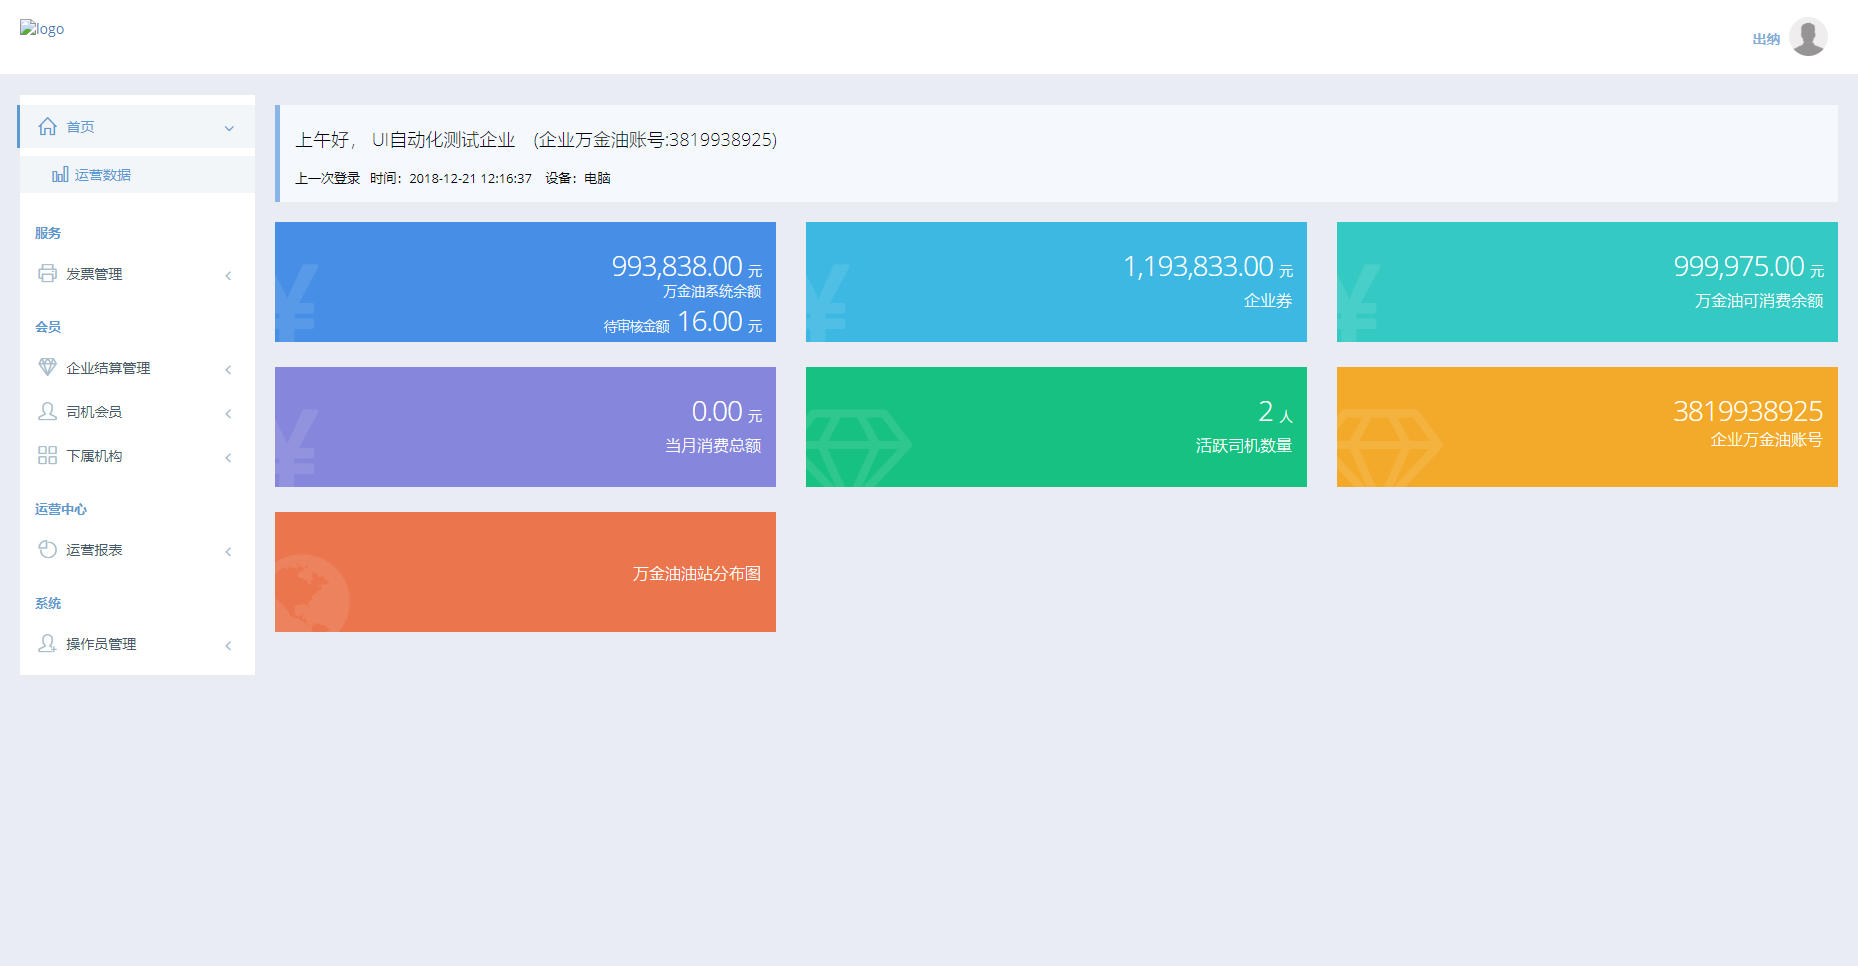 logo
出纳
首页
运营数据
服务
发票管理
会员
企业结算管理
司机会员
下属机构
运营中心
运营报表
系统
操作员管理
上午好， UI自动化测试企业 (企业万金油账号:3819938925)
上一次登录 时间：2018-12-21 12:16:37 设备：电脑
993,838.00 元
万金油系统余额
待审核金额 16.00 元
1,193,833.00 元
企业券
999,975.00 元
万金油可消费余额
0.00 元
当月消费总额
2 人
活跃司机数量
3819938925
企业万金油账号
万金油油站分布图